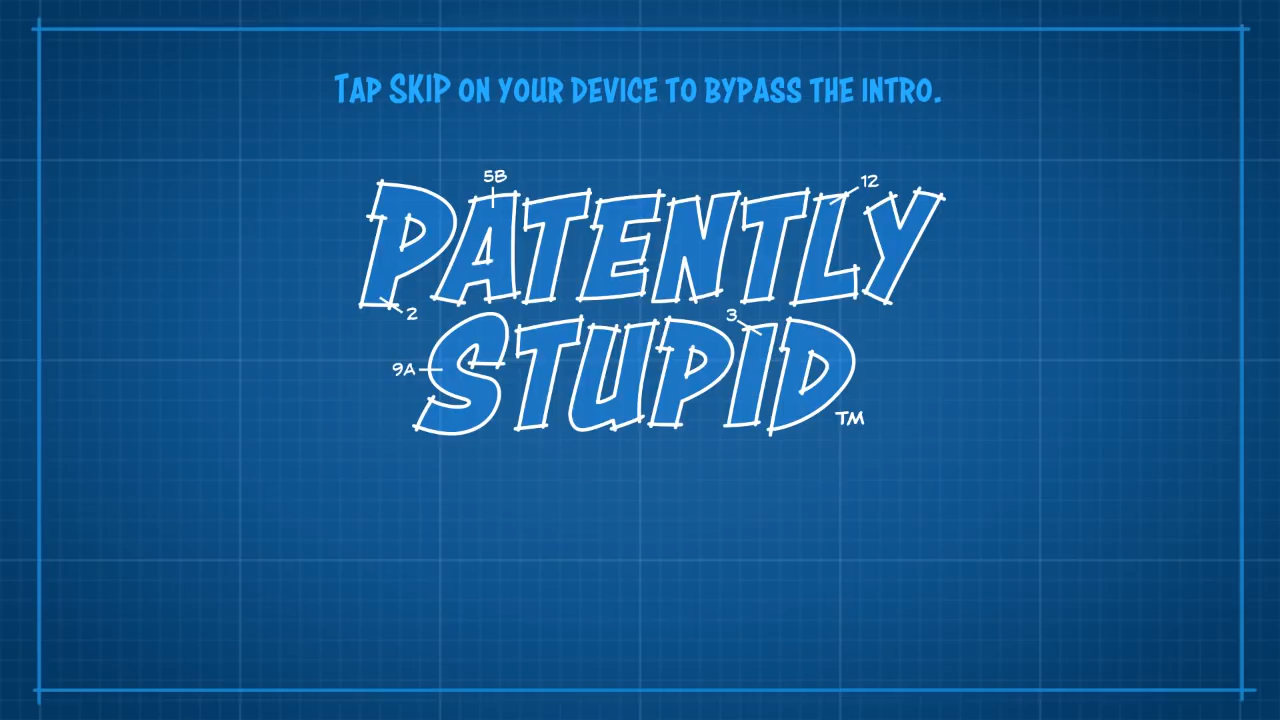 TAP SKIP ON YOUR DEVICE TO BYPASS THE INTRO.
5B
12
PATENTLY
2
3
9A
STUPID
TM